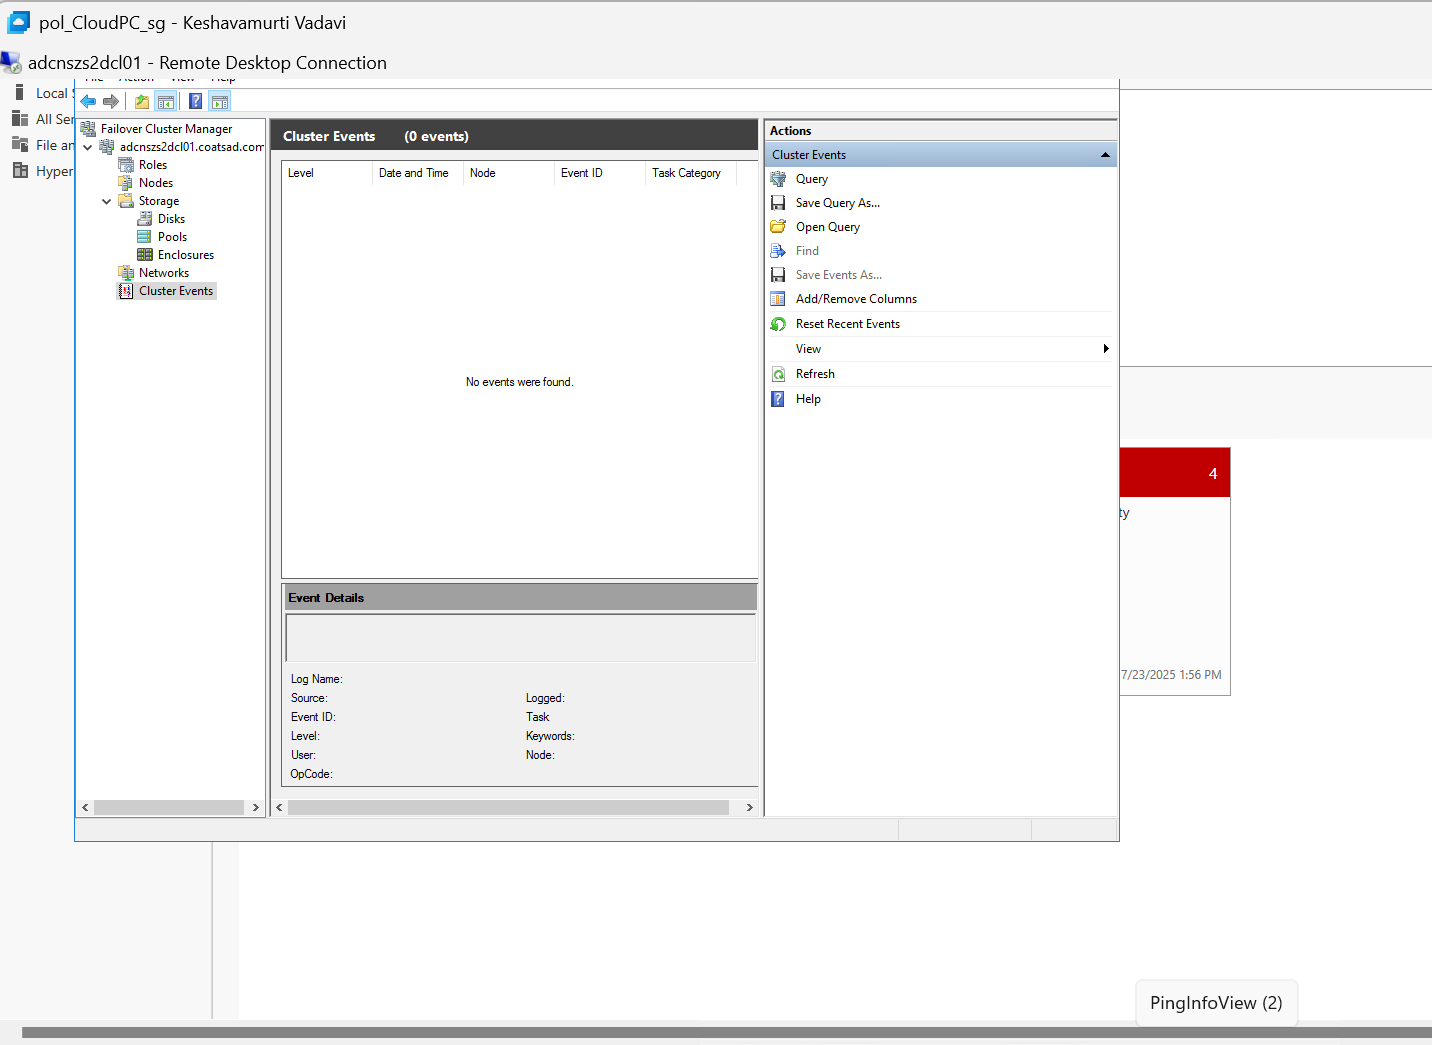 pol_CloudPC_sg - Keshavamurti Vadavi
adcnszs2dcl01 - Remote Desktop Connection
File Action View Help
Local
All Ser
File an
Hyper
Failover Cluster Manager
adcnszs2dcl01.coatsad.com
Roles
Nodes
Storage
Disks
Pools
Enclosures
Networks
Cluster Events
Cluster Events (0 events)
Level Date and Time Node Event ID Task Category
No events were found.
Event Details
Log Name:
Source: Logged:
Event ID: Task
Level: Keywords:
User: Node:
OpCode:
Actions
Cluster Events
Query
Save Query As...
Open Query
Find
Save Events As...
Add/Remove Columns
Reset Recent Events
View
Refresh
Help
4
ty
7/23/2025 1:56 PM
PingInfoView (2)